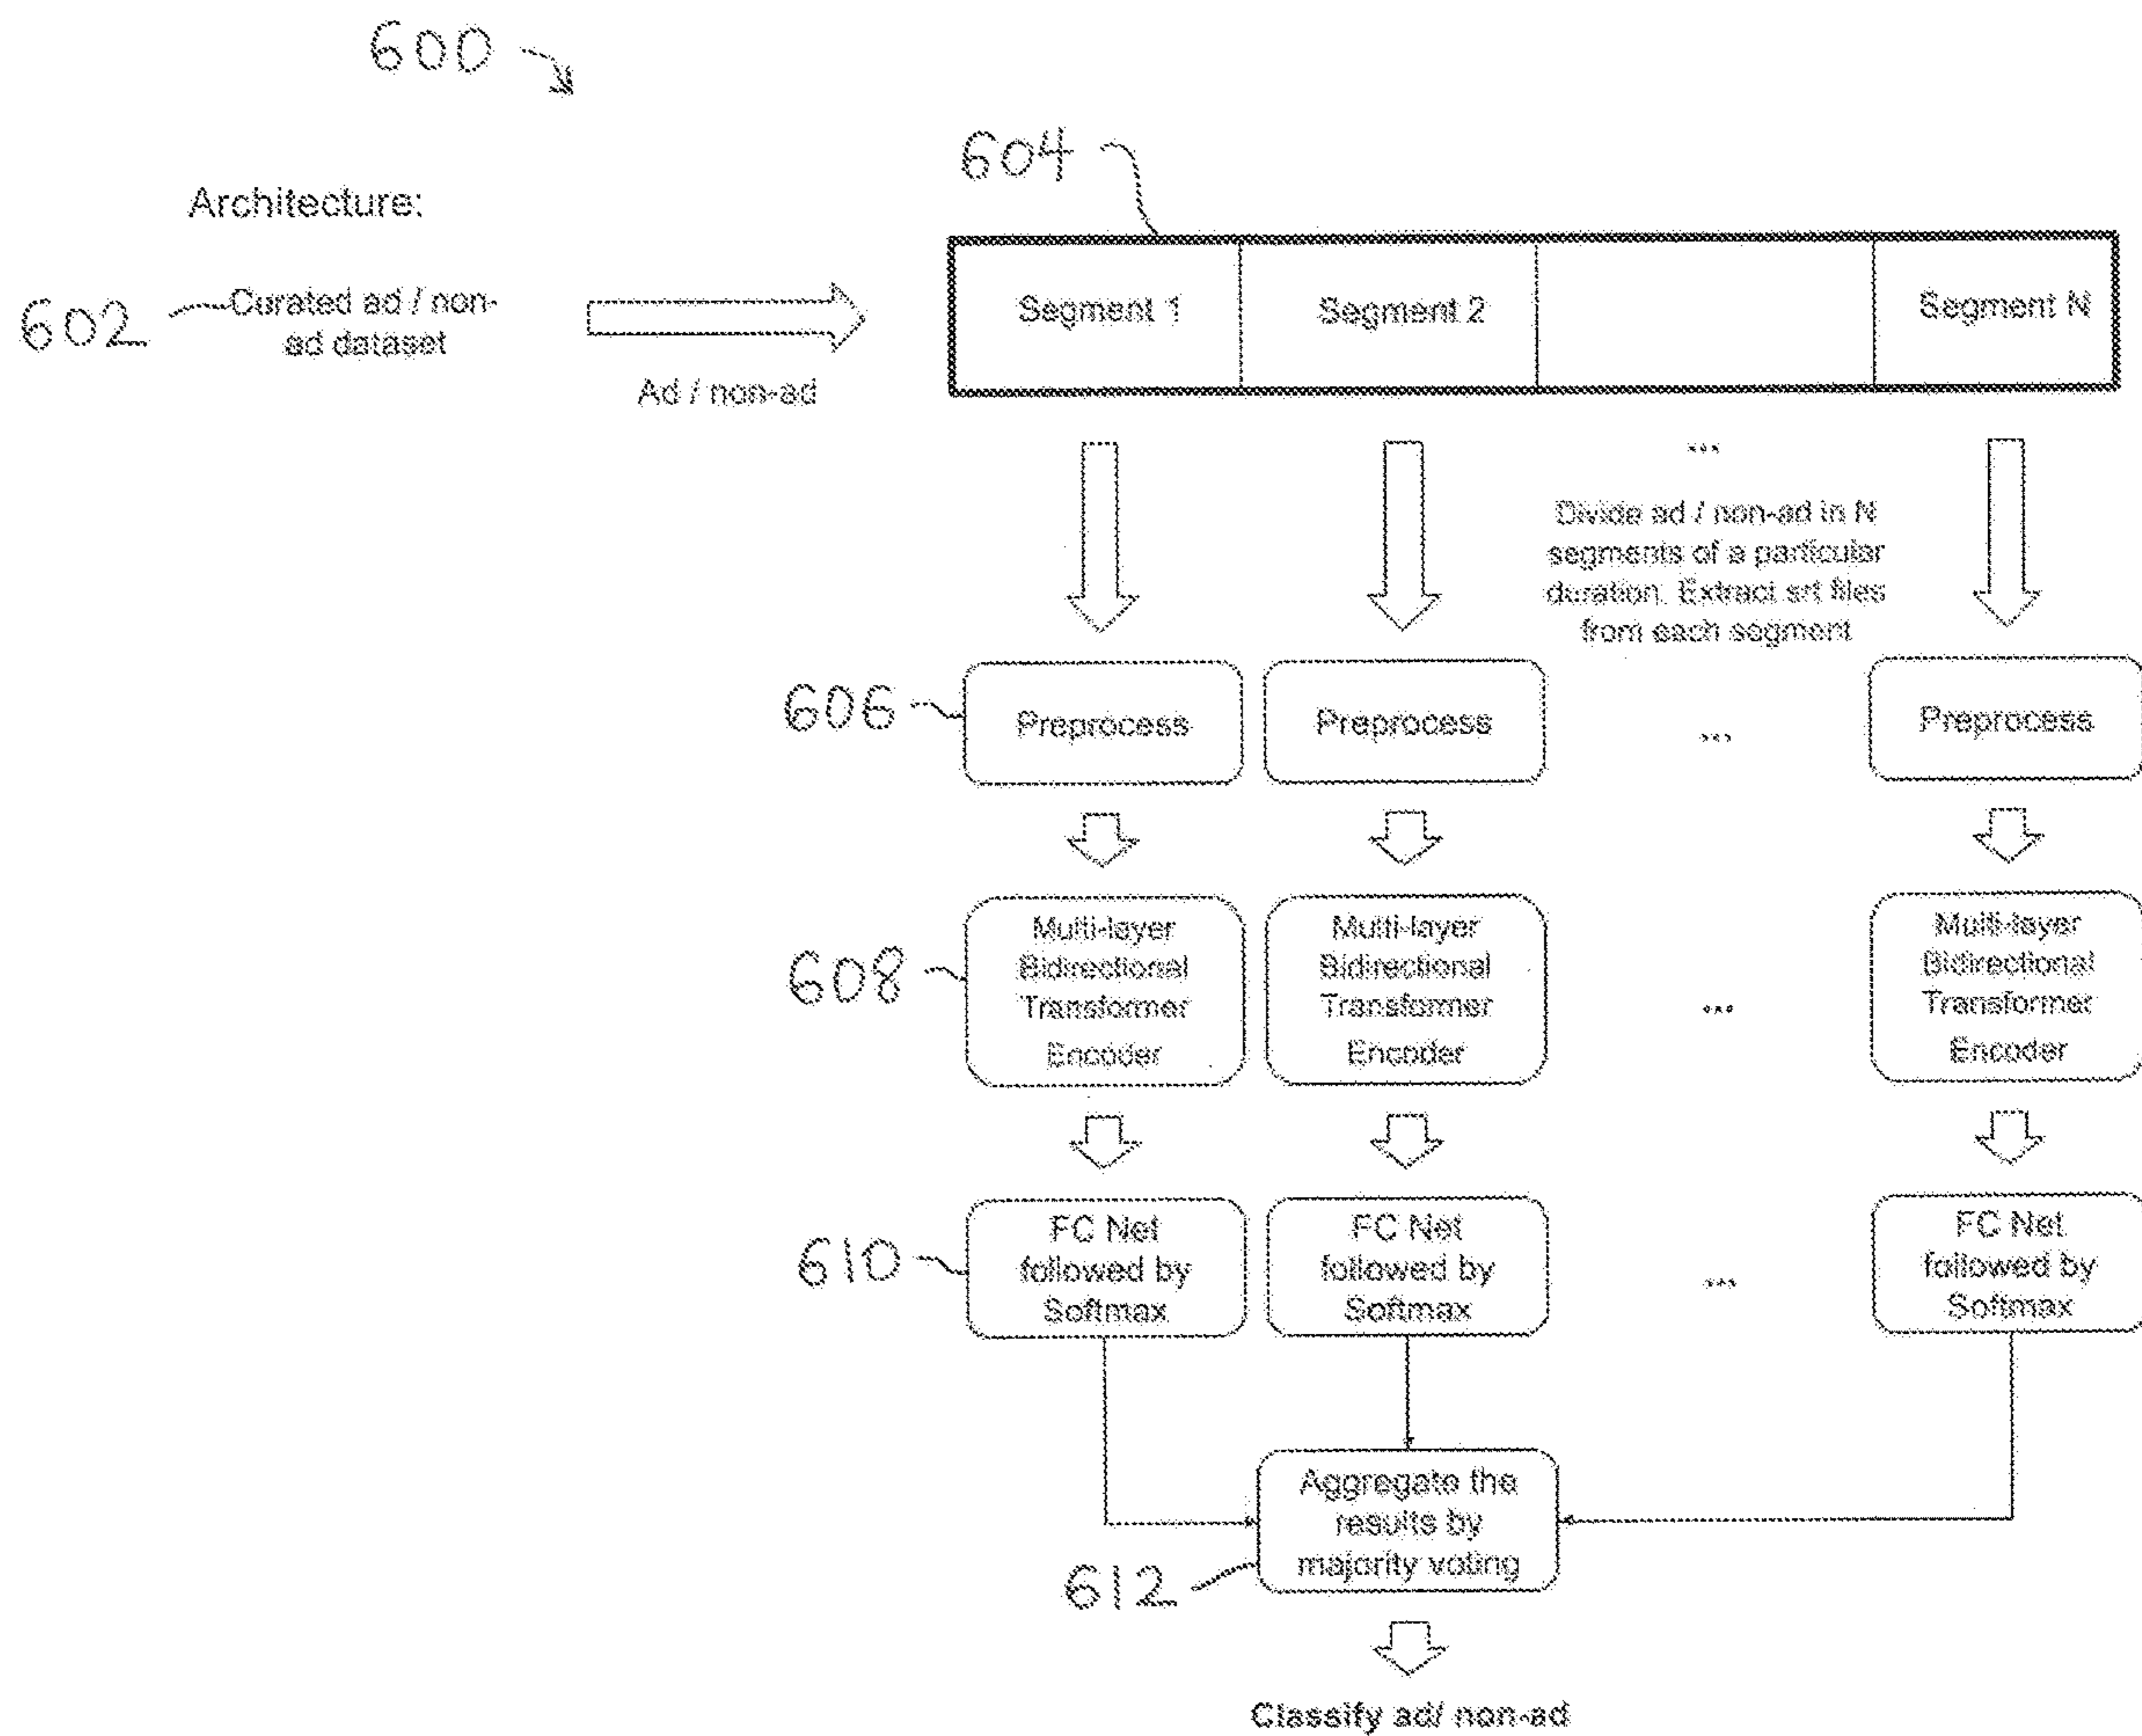 600
604
Architecture:
602
Curated ad / non-
ad dataset
Ad / non-ad
Segment 1
Segment 2
Segment N
...
Divide ad / non-ad in N
segments of a particular
duration. Extract srt files
from each segment
606
Preprocess
Preprocess
...
Preprocess
608
Multi-layer
Bidirectional
Transformer
Encoder
Multi-layer
Bidirectional
Transformer
Encoder
...
Multi-layer
Bidirectional
Transformer
Encoder
610
FC Net
followed by
Softmax
FC Net
followed by
Softmax
...
FC Net
followed by
Softmax
Aggregate the
results by
majority voting
612
Classify ad/ non-ad